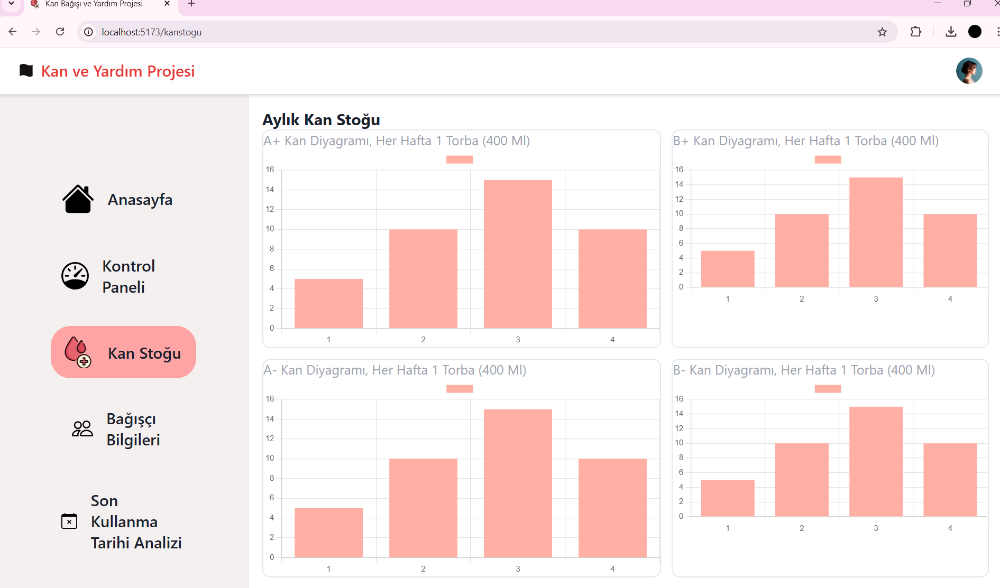 Kan Bağışı ve Yardım Projesi
localhost:5173/kanstogu
Kan ve Yardım Projesi
Anasayfa
Kontrol
Paneli
Kan Stoğu
Bağışçı
Bilgileri
Son
Kullanma
Tarihi Analizi
Aylık Kan Stoğu
A+ Kan Diyagramı, Her Hafta 1 Torba (400 Ml)
16
14
12
10
8
6
4
2
0
1 2 3 4
B+ Kan Diyagramı, Her Hafta 1 Torba (400 Ml)
16
14
12
10
8
6
4
2
0
1 2 3 4
A- Kan Diyagramı, Her Hafta 1 Torba (400 Ml)
16
14
12
10
8
6
4
2
0
1 2 3 4
B- Kan Diyagramı, Her Hafta 1 Torba (400 Ml)
16
14
12
10
8
6
4
2
0
1 2 3 4